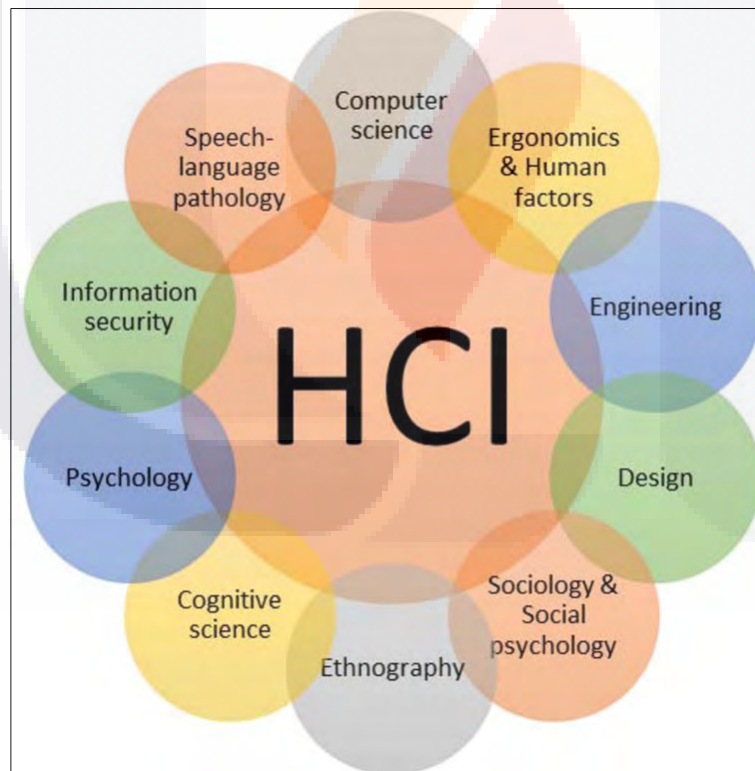 Computer
science
Ergonomics
& Human
factors
Engineering
Design
Sociology &
Social
psychology
Ethnography
Cognitive
science
Psychology
Information
security
Speech-
language
pathology
HCI